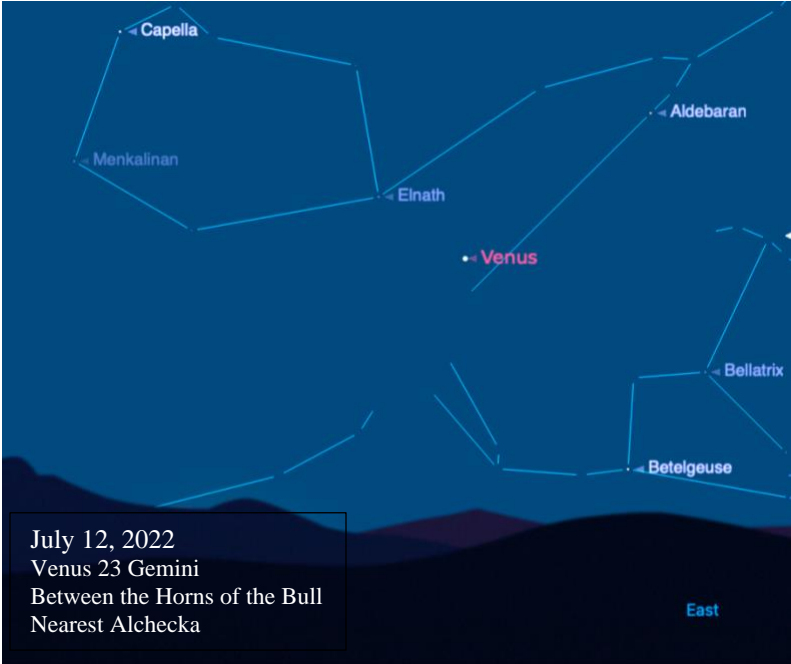 Capella
Aldebaran
Menkalinan
Elnath
Venus
Bellatrix
Betelgeuse
July 12, 2022
Venus 23 Gemini
Between the Horns of the Bull
Nearest Alchecka
East